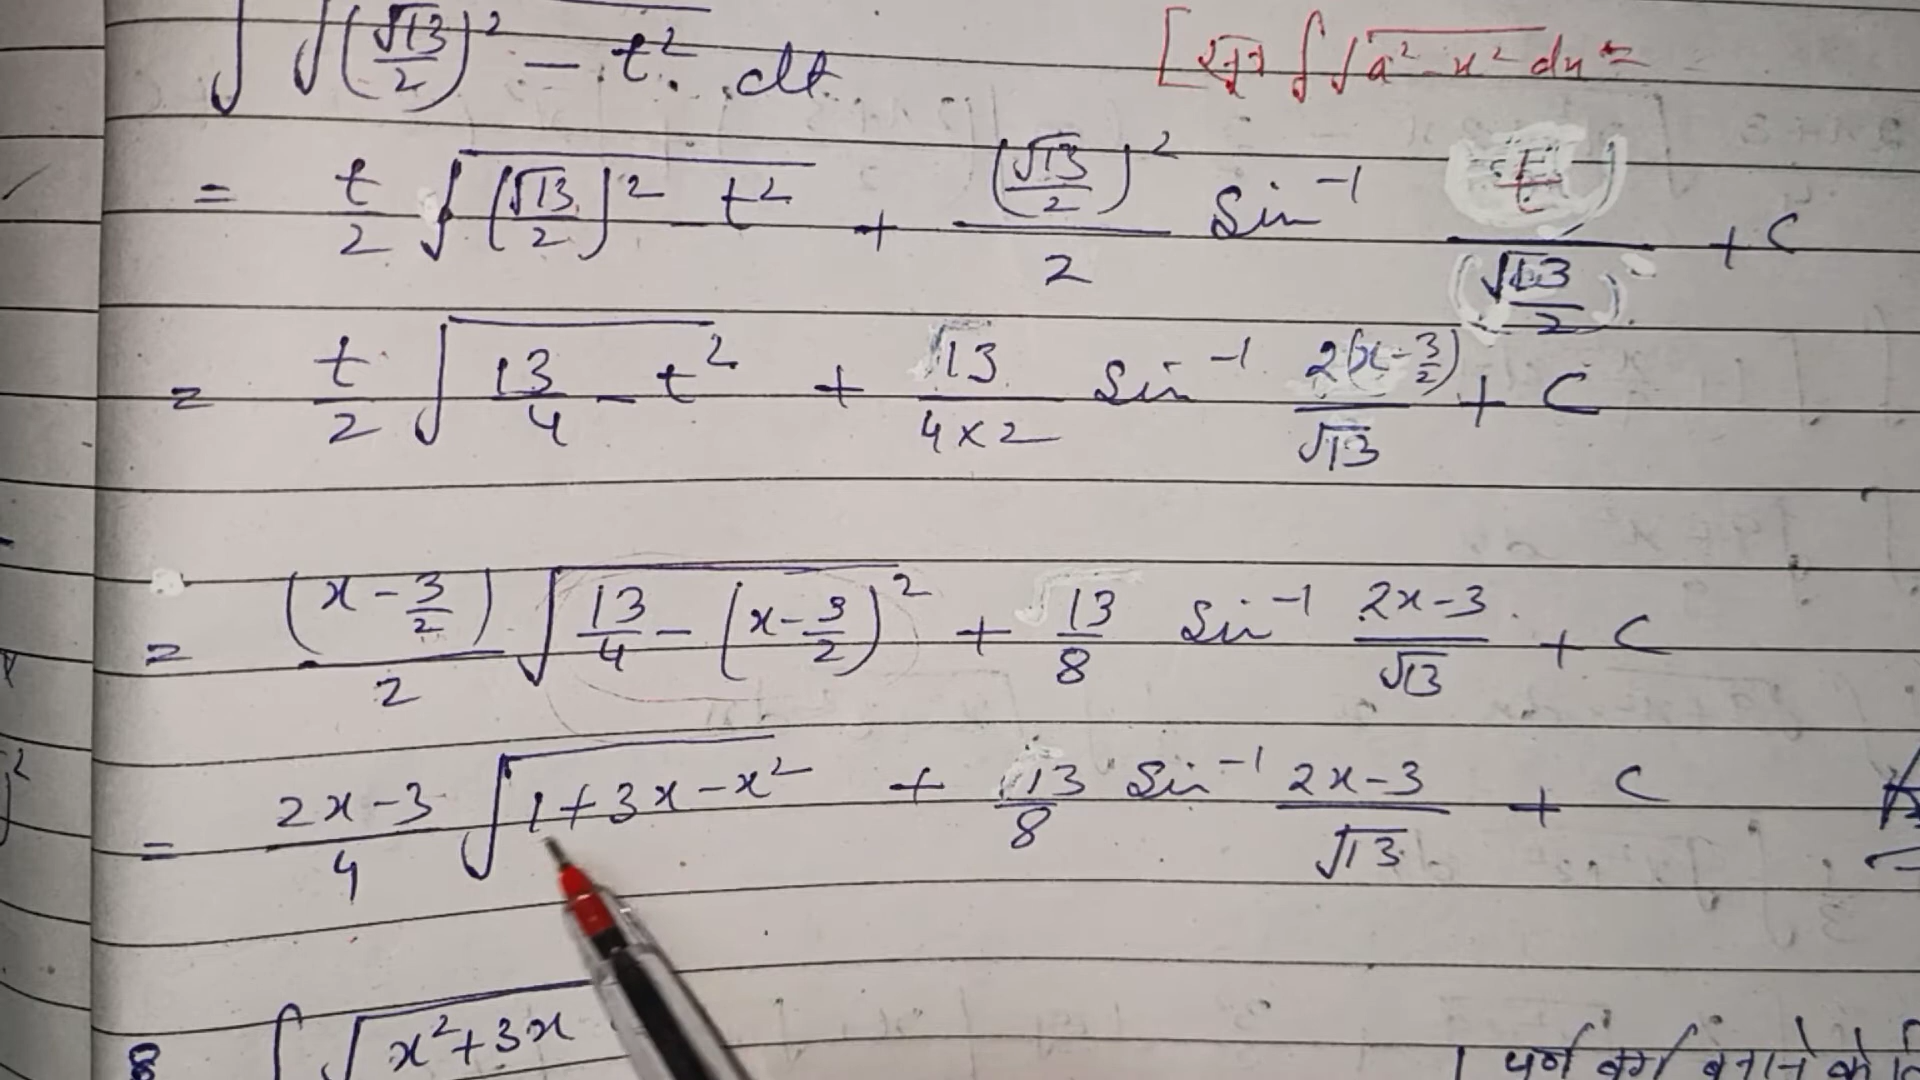 ∫ √((√13/2)² - t²) dt [सूत्र ∫ √(a² - x²) dx =
= t/2 √((√13/2)² - t²) + (√13/2)²/2 Sin⁻¹ t/(√13/2) + C
= t/2 √(13/4 - t²) + 13/(4×2) Sin⁻¹ 2(x - 3/2)/√13 + C
= (x - 3/2)/2 √(13/4 - (x - 3/2)²) + 13/8 Sin⁻¹ (2x-3)/√13 + C
= (2x-3)/4 √(1+3x-x²) + 13/8 Sin⁻¹ (2x-3)/√13 + C
8 ∫ √(x²+3x